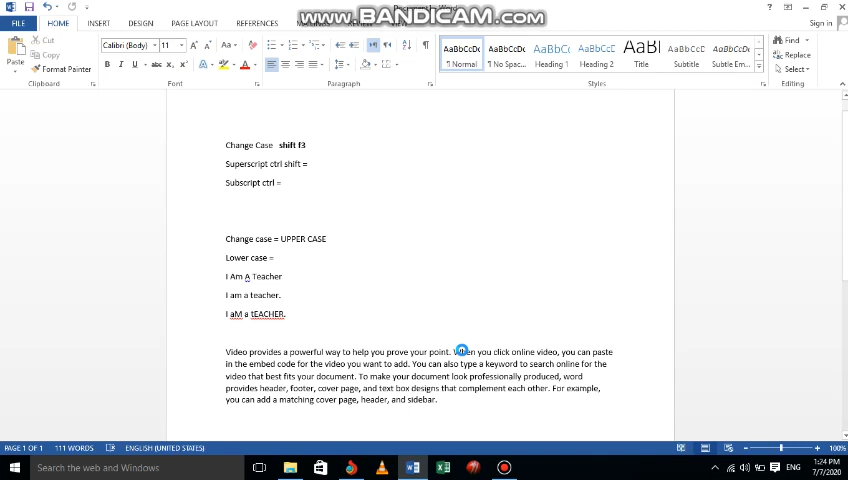 www.BANDICAM.com
Sign in
FILE HOME INSERT DESIGN PAGE LAYOUT REFERENCES
Cut
Copy
Format Painter
Paste
Clipboard
Calibri (Body) 11
Font
Paragraph
AaBbCcDc AaBbCcDc AaBbCc AaBbCc AaBl AaBbCcD AaBbCcDc
¶ Normal ¶ No Spac... Heading 1 Heading 2 Title Subtitle Subtle Em...
Styles
Find
Replace
Select
Editing
Change Case shift f3
Superscript ctrl shift =
Subscript ctrl =
Change case = UPPER CASE
Lower case =
I Am A Teacher
I am a teacher.
I aM a tEACHER.
Video provides a powerful way to help you prove your point. When you click online video, you can paste
in the embed code for the video you want to add. You can also type a keyword to search online for the
video that best fits your document. To make your document look professionally produced, word
provides header, footer, cover page, and text box designs that complement each other. For example,
you can add a matching cover page, header, and sidebar.
PAGE 1 OF 1 111 WORDS ENGLISH (UNITED STATES) 100%
Search the web and Windows
ENG
1:24 PM
7/7/2020